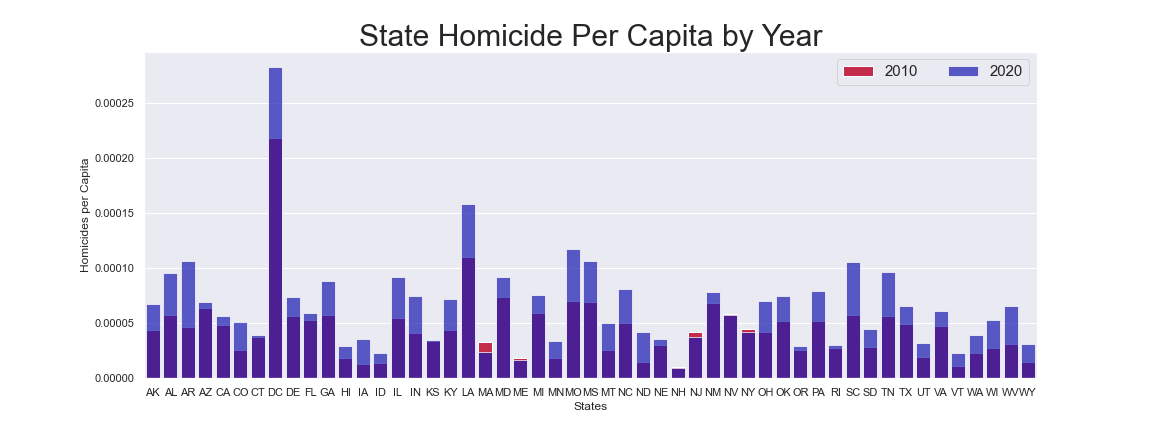 State Homicide Per Capita by Year
2010 2020
Homicides per Capita
0.00025
0.00020
0.00015
0.00010
0.00005
0.00000
AK AL AR AZ CA CO CT DC DE FL GA HI IA ID IL IN KS KY LA MA MD ME MI MN MO MS MT NC ND NE NH NJ NM NV NY OH OK OR PA RI SC SD TN TX UT VA VT WA WI WV WY
States